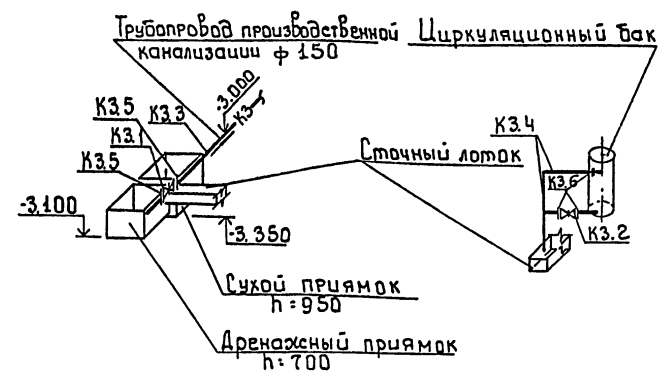 Трубопровод производственной
канализации ф 150
Циркуляционный бак
-3.000
К3
К3.5
К3.3
К3.1
К3.5
К3.4
Сточный лоток
К3.6
К3.2
-3.100
-3.350
Сухой приямок
h=950
Дренажный приямок
h=700